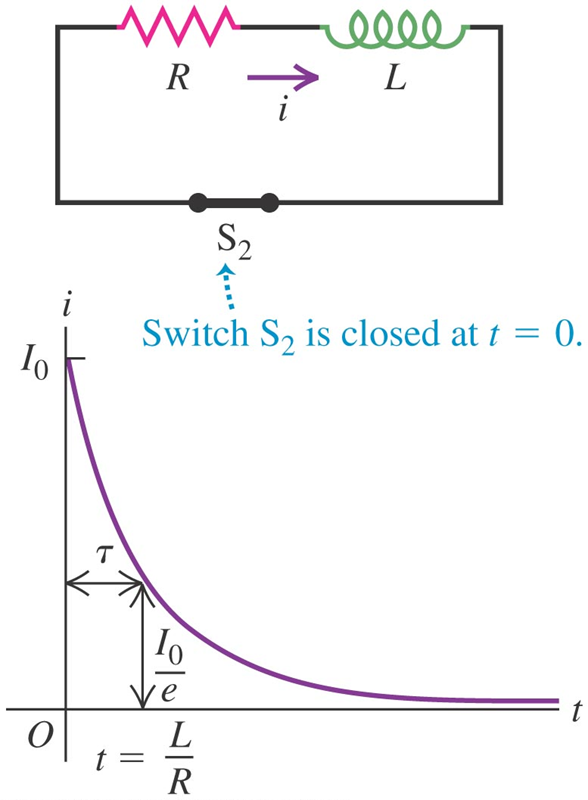 R
L
i
S₂
Switch S₂ is closed at t = 0.
i
I₀
τ
I₀
e
O
t
t = L/R